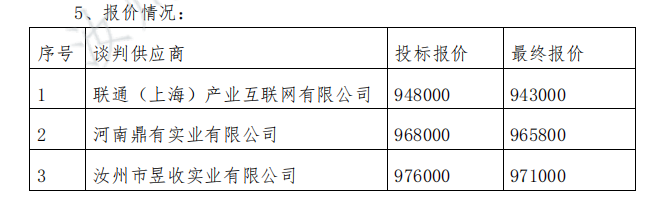 5、报价情况：
序号 谈判供应商 投标报价 最终报价
1 联通（上海）产业互联网有限公司 948000 943000
2 河南鼎有实业有限公司 968000 965800
3 汝州市昱收实业有限公司 976000 971000